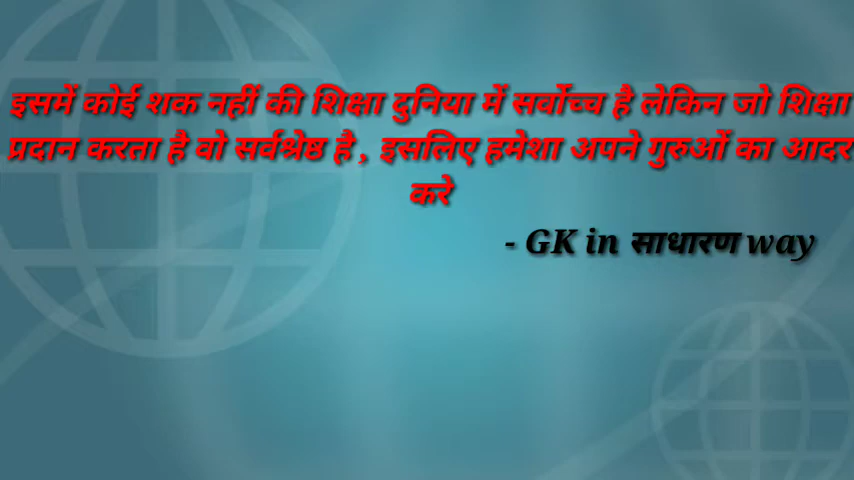 इसमें कोई शक नहीं की शिक्षा दुनिया में सर्वोच्च है लेकिन जो शिक्षा
प्रदान करता है वो सर्वश्रेष्ठ है , इसलिए हमेशा अपने गुरुओं का आदर
करे
- GK in साधारण way